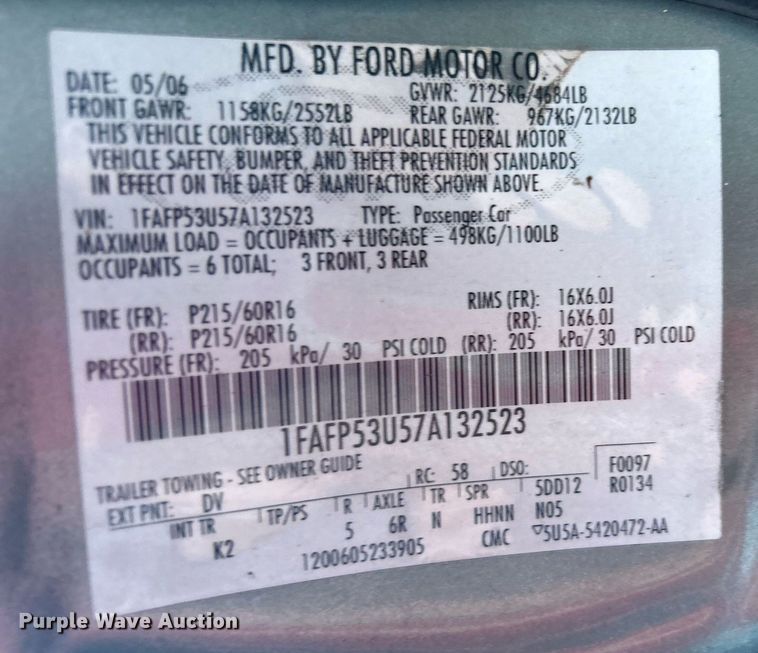 MFD. BY FORD MOTOR CO.
DATE: 05/06 GVWR: 2125KG/4684LB
FRONT GAWR: 1158KG/2552LB REAR GAWR: 967KG/2132LB
THIS VEHICLE CONFORMS TO ALL APPLICABLE FEDERAL MOTOR
VEHICLE SAFETY, BUMPER, AND THEFT PREVENTION STANDARDS
IN EFFECT ON THE DATE OF MANUFACTURE SHOWN ABOVE.
VIN: 1FAFP53U57A132523 TYPE: Passenger Car
MAXIMUM LOAD = OCCUPANTS + LUGGAGE = 498KG/1100LB
OCCUPANTS = 6 TOTAL; 3 FRONT, 3 REAR
TIRE (FR): P215/60R16 RIMS (FR): 16X6.0J
(RR): P215/60R16 (RR): 16X6.0J
PRESSURE (FR): 205 kPa/ 30 PSI COLD (RR): 205 kPa/ 30 PSI COLD
1FAFP53U57A132523
TRAILER TOWING - SEE OWNER GUIDE
EXT PNT: DV RC: 58 DSO: F0097
INT TR TP/PS R AXLE TR SPR 5DD12 R0134
K2 5 6R N HHNN N05
1200605233905 CMC ▽5U5A-5420472-AA
Purple Wave Auction